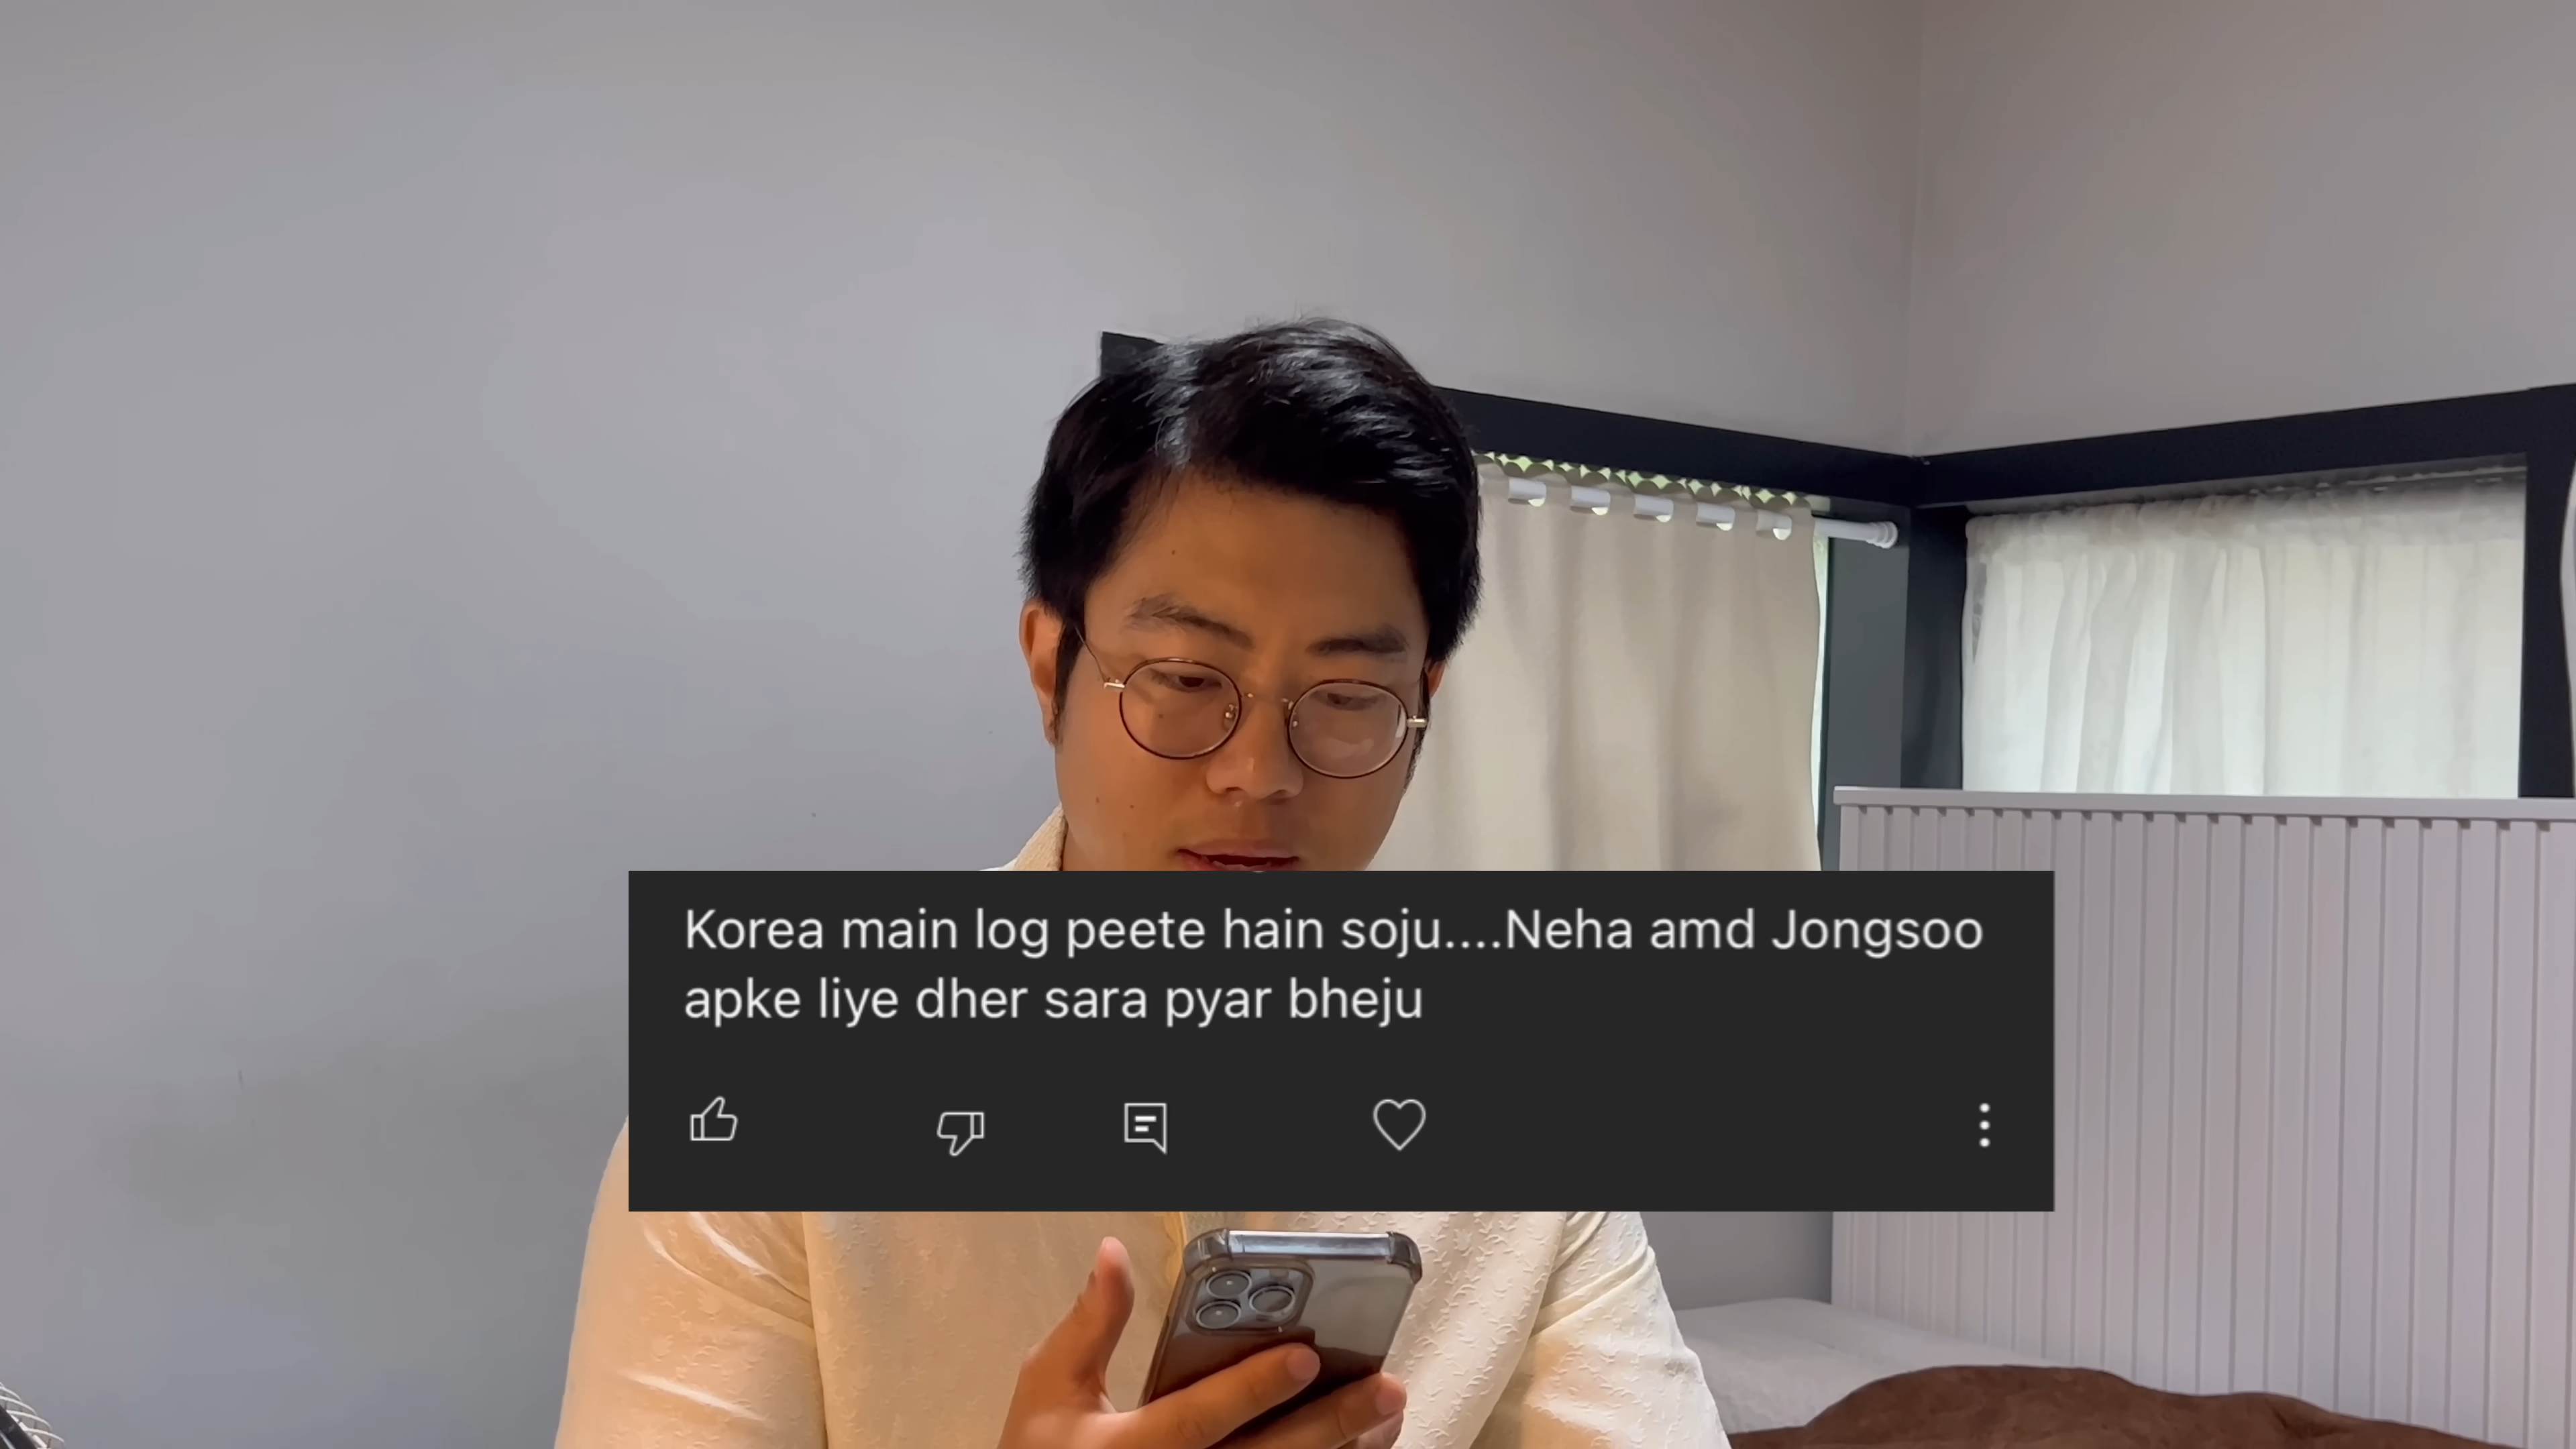 Korea main log peete hain soju....Neha amd Jongsoo
apke liye dher sara pyar bheju